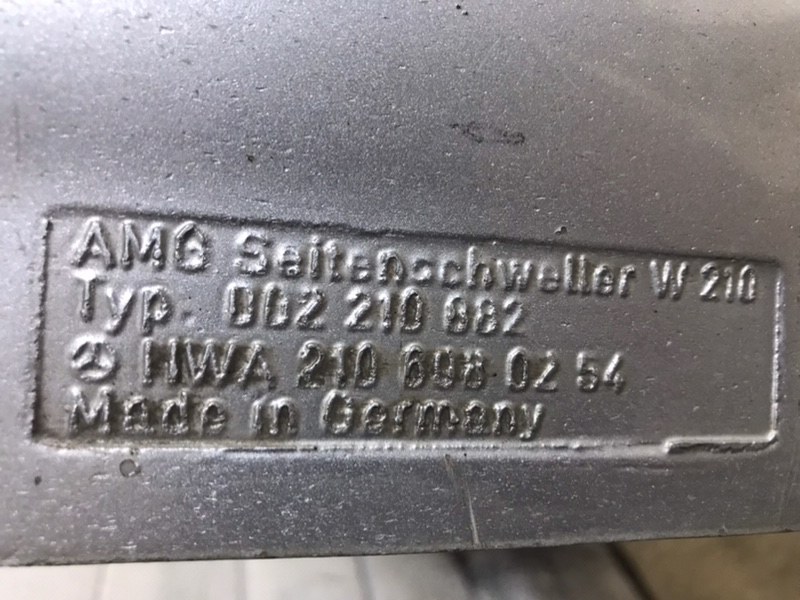 AMG Seitenschweller W 210
Typ. 002 210 882
HWA 210 698 02 54
Made in Germany